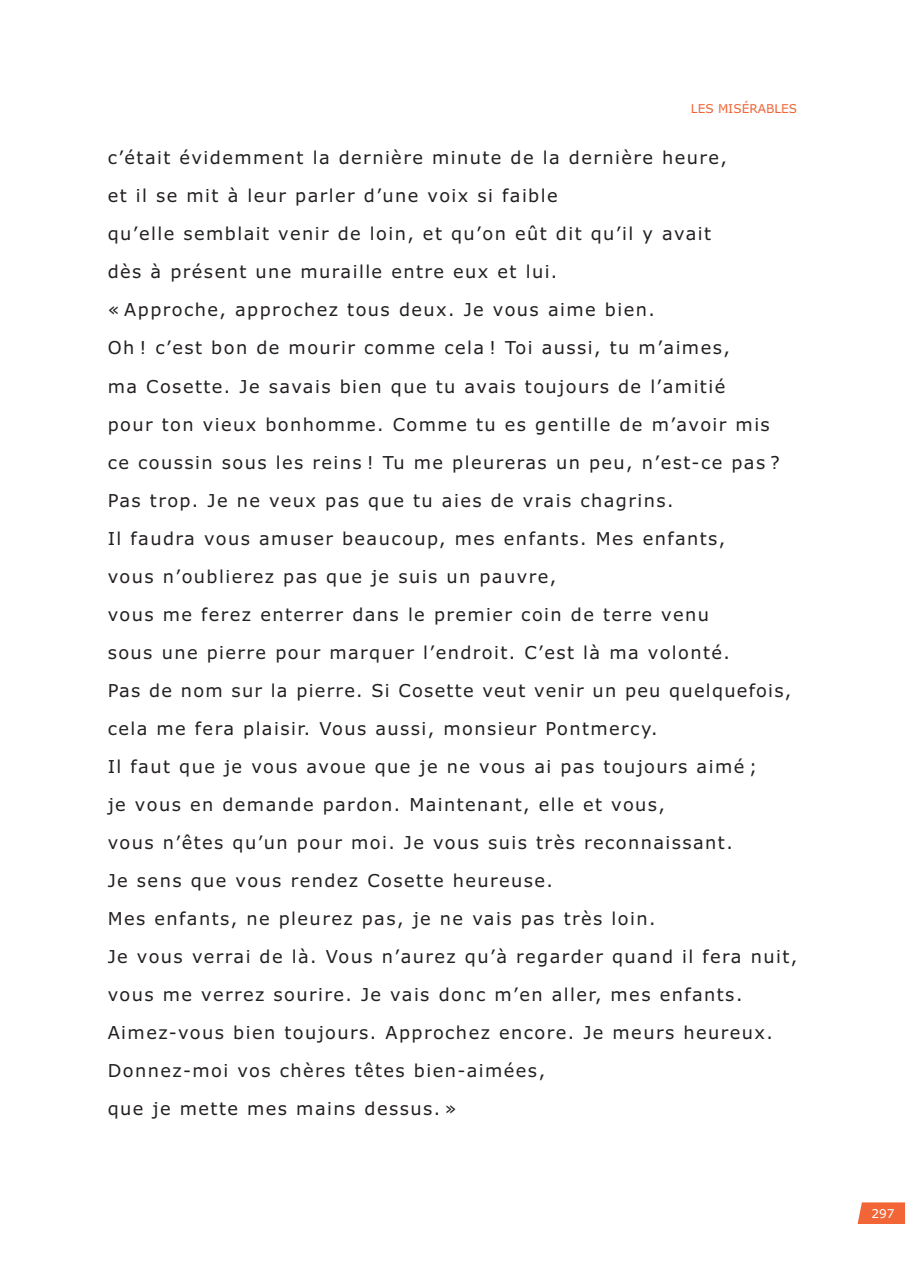 LES MISÉRABLES
c’était évidemment la dernière minute de la dernière heure,
et il se mit à leur parler d’une voix si faible
qu’elle semblait venir de loin, et qu’on eût dit qu’il y avait
dès à présent une muraille entre eux et lui.
« Approche, approchez tous deux. Je vous aime bien.
Oh ! c’est bon de mourir comme cela ! Toi aussi, tu m’aimes,
ma Cosette. Je savais bien que tu avais toujours de l’amitié
pour ton vieux bonhomme. Comme tu es gentille de m’avoir mis
ce coussin sous les reins ! Tu me pleureras un peu, n’est-ce pas ?
Pas trop. Je ne veux pas que tu aies de vrais chagrins.
Il faudra vous amuser beaucoup, mes enfants. Mes enfants,
vous n’oublierez pas que je suis un pauvre,
vous me ferez enterrer dans le premier coin de terre venu
sous une pierre pour marquer l’endroit. C’est là ma volonté.
Pas de nom sur la pierre. Si Cosette veut venir un peu quelquefois,
cela me fera plaisir. Vous aussi, monsieur Pontmercy.
Il faut que je vous avoue que je ne vous ai pas toujours aimé ;
je vous en demande pardon. Maintenant, elle et vous,
vous n’êtes qu’un pour moi. Je vous suis très reconnaissant.
Je sens que vous rendez Cosette heureuse.
Mes enfants, ne pleurez pas, je ne vais pas très loin.
Je vous verrai de là. Vous n’aurez qu’à regarder quand il fera nuit,
vous me verrez sourire. Je vais donc m’en aller, mes enfants.
Aimez-vous bien toujours. Approchez encore. Je meurs heureux.
Donnez-moi vos chères têtes bien-aimées,
que je mette mes mains dessus. »
297